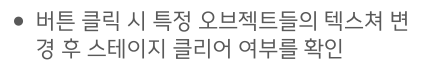 • 버튼 클릭 시 특정 오브젝트들의 텍스쳐 변
경 후 스테이지 클리어 여부를 확인